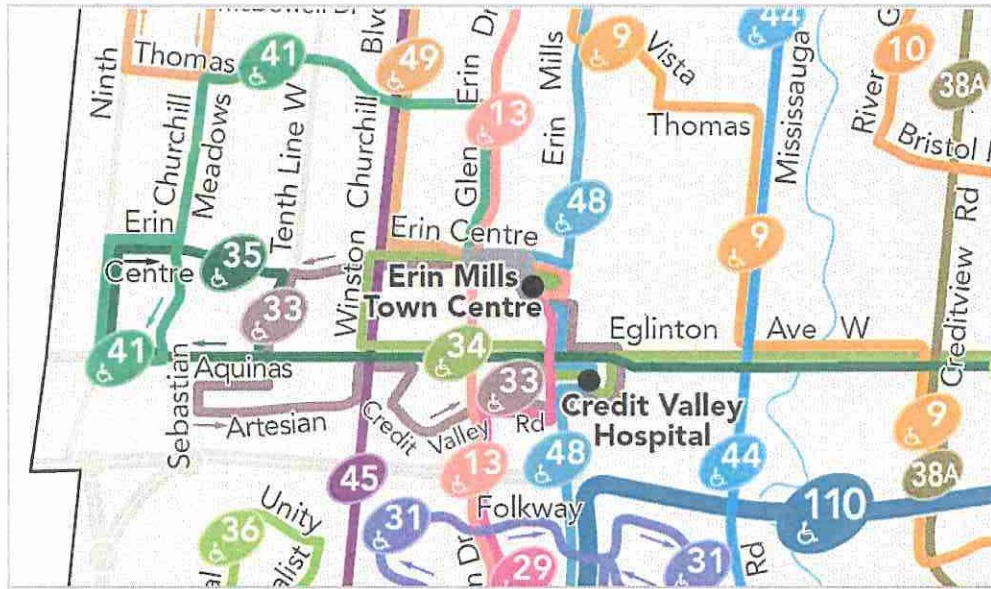 McDowell Dr
Ninth
Thomas
41
Churchill
Meadows
Tenth Line W
Blv
49
Erin
Dr
13
Glen
Erin
Mills
9
Vista
44
Mississauga
10
River
38A
Thomas
Bristol
Rd
Creditview
48
9
Winston
Churchill
Erin
Centre
35
33
Erin Centre
Erin Mills
Town Centre
Eglinton
Ave W
41
34
Sebastian
Aquinas
Artesian
Credit
Valley
Rd
33
Credit Valley
Hospital
45
13
48
44
9
38A
110
Unity
36
31
Folkway
31
29
Rd